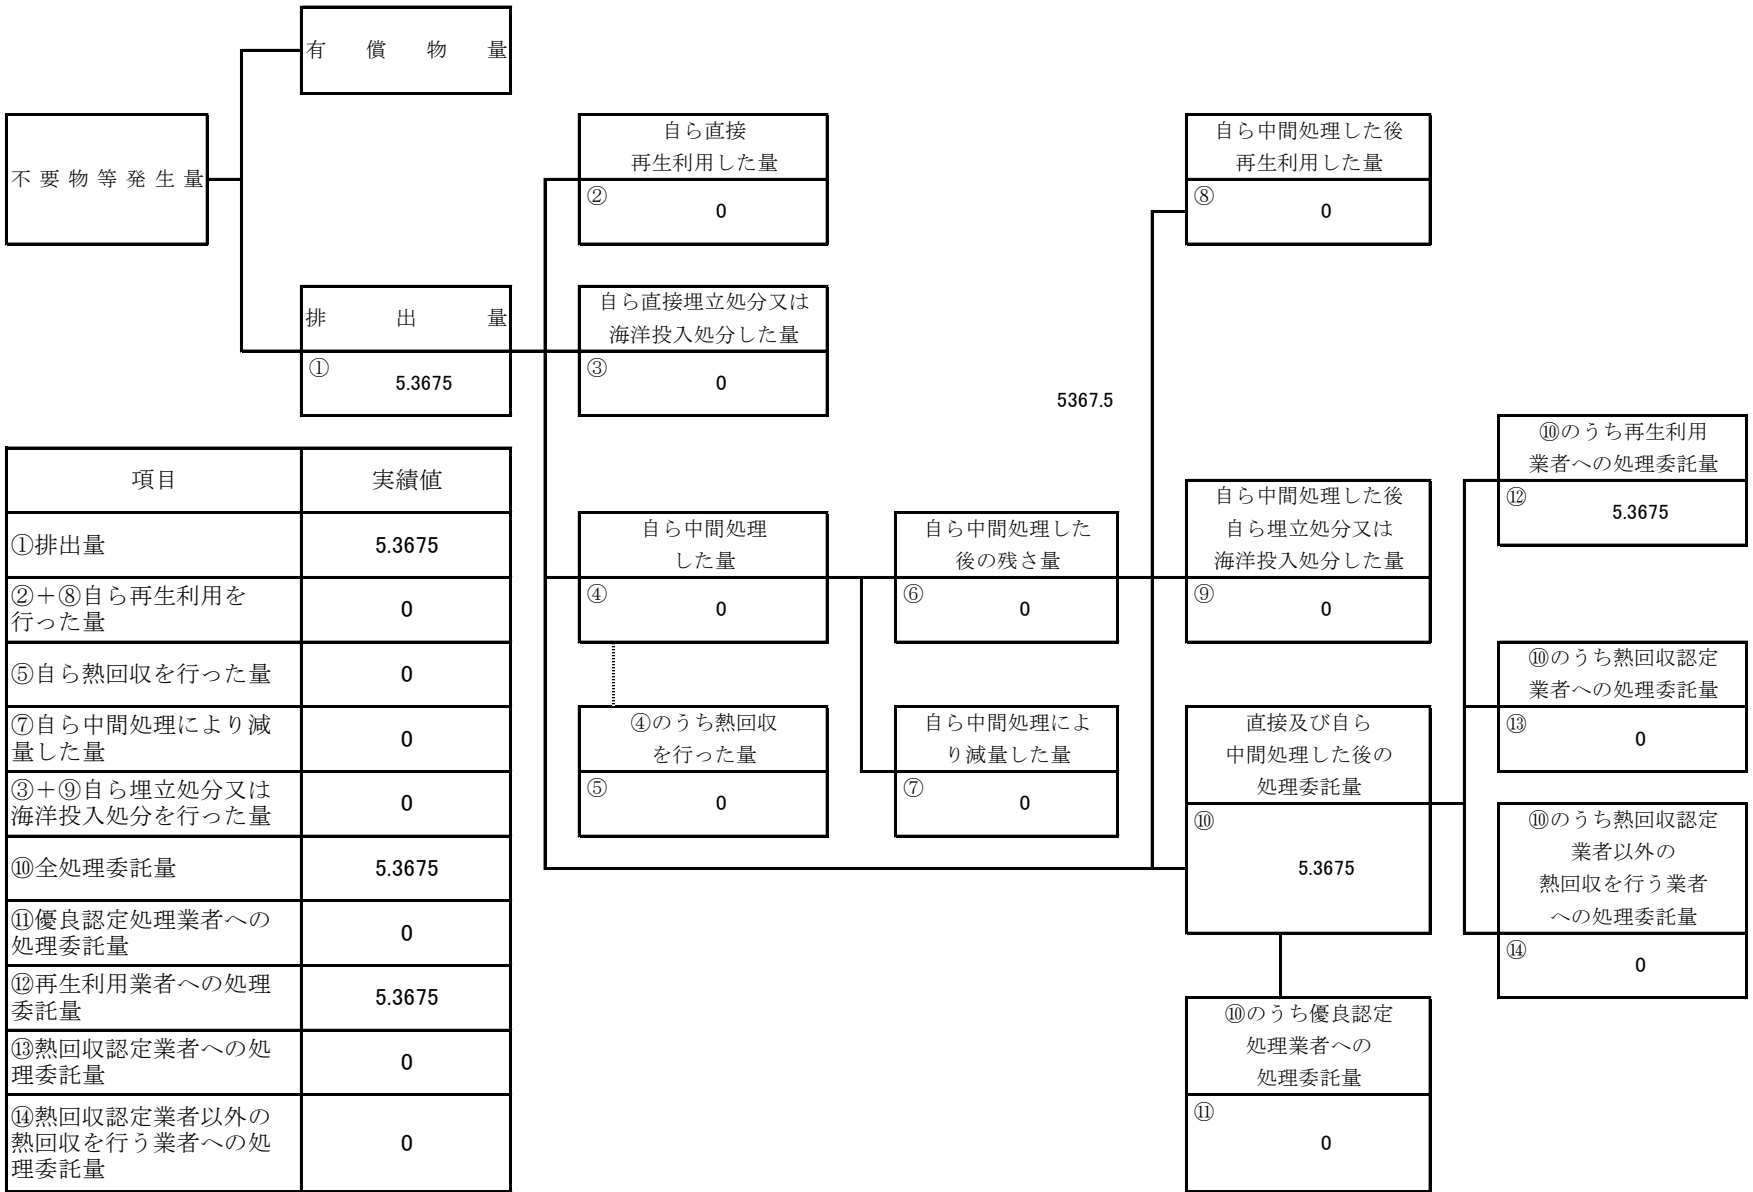 有償物量
不要物等発生量
排出量
①
5.3675
自ら直接
再生利用した量
②
0
自ら直接埋立処分又は
海洋投入処分した量
③
0
自ら中間処理した後
再生利用した量
⑧
0
5367.5
自ら中間処理
した量
④
0
④のうち熱回収
を行った量
⑤
0
自ら中間処理した
後の残さ量
⑥
0
自ら中間処理によ
り減量した量
⑦
0
自ら中間処理した後
自ら埋立処分又は
海洋投入処分した量
⑨
0
直接及び自ら
中間処理した後の
処理委託量
⑩
5.3675
⑩のうち優良認定
処理業者への
処理委託量
⑪
0
⑩のうち再生利用
業者への処理委託量
⑫
5.3675
⑩のうち熱回収認定
業者への処理委託量
⑬
0
⑩のうち熱回収認定
業者以外の
熱回収を行う業者
への処理委託量
⑭
0
項目 実績値
①排出量 5.3675
②＋⑧自ら再生利用を
行った量
0
⑤自ら熱回収を行った量 0
⑦自ら中間処理により減
量した量
0
③＋⑨自ら埋立処分又は
海洋投入処分を行った量
0
⑩全処理委託量 5.3675
⑪優良認定処理業者への
処理委託量
0
⑫再生利用業者への処理
委託量
5.3675
⑬熱回収認定業者への処
理委託量
0
⑭熱回収認定業者以外の
熱回収を行う業者への処
理委託量
0